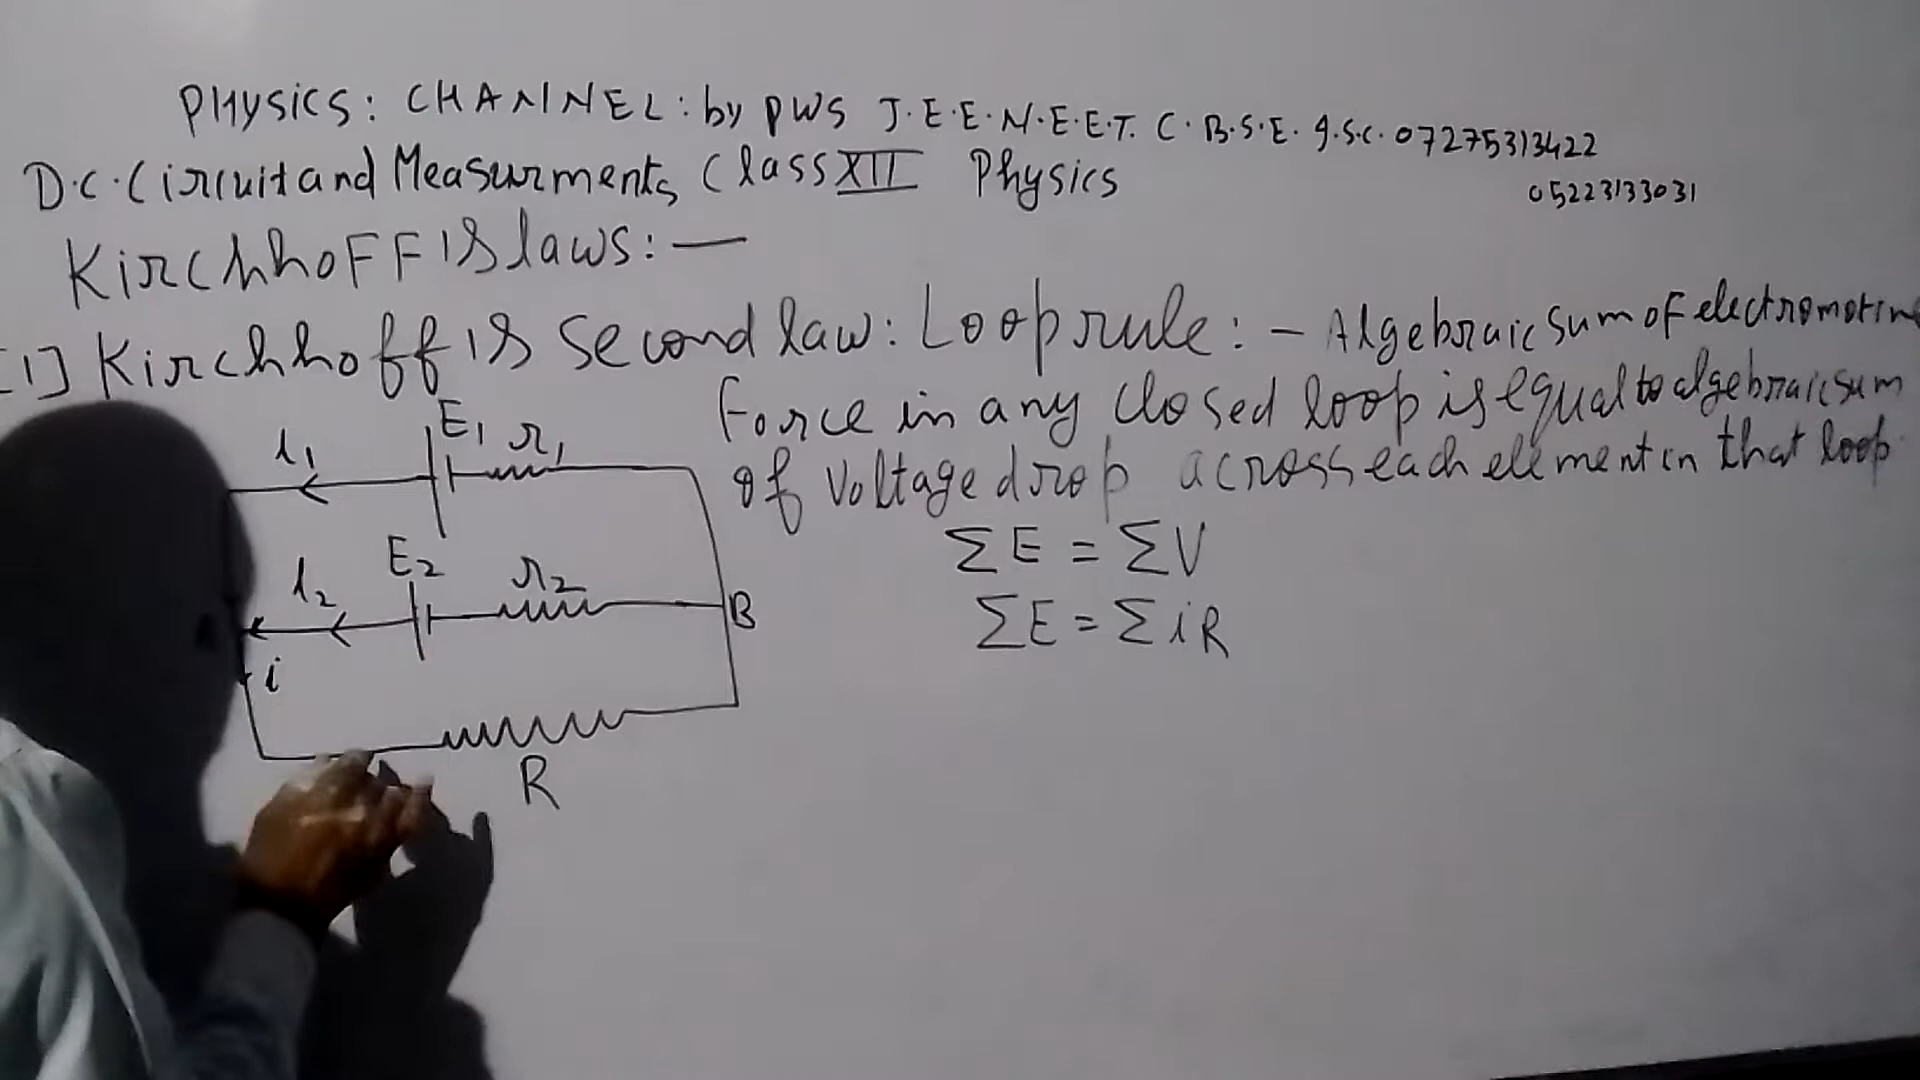 PHYSICS: CHANNEL: by PWS J.E.E.N.E.E.T. C.B.S.E. I.S.C. 07275313422
05223133031
D.C. Circuit and Measurments, Class XII Physics
Kirchhoff's laws: —
[1] Kirchhoff's Second law: Loop rule: - Algebraic sum of electromotive
Force in any closed loop is equal to algebraic sum
of Voltage drop across each element in that loop.
i1 E1 r1
i2 E2 r2
B
i
R
ΣE = ΣV
ΣE = ΣiR